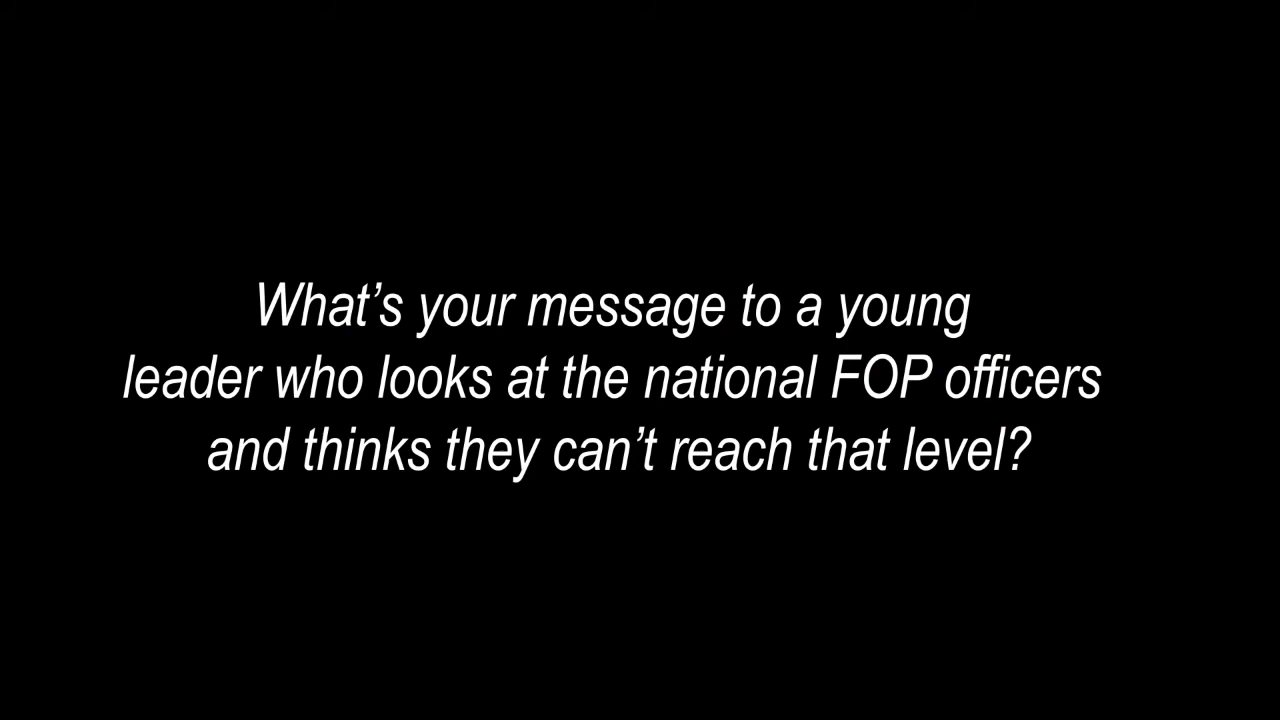 What’s your message to a young
leader who looks at the national FOP officers
and thinks they can’t reach that level?